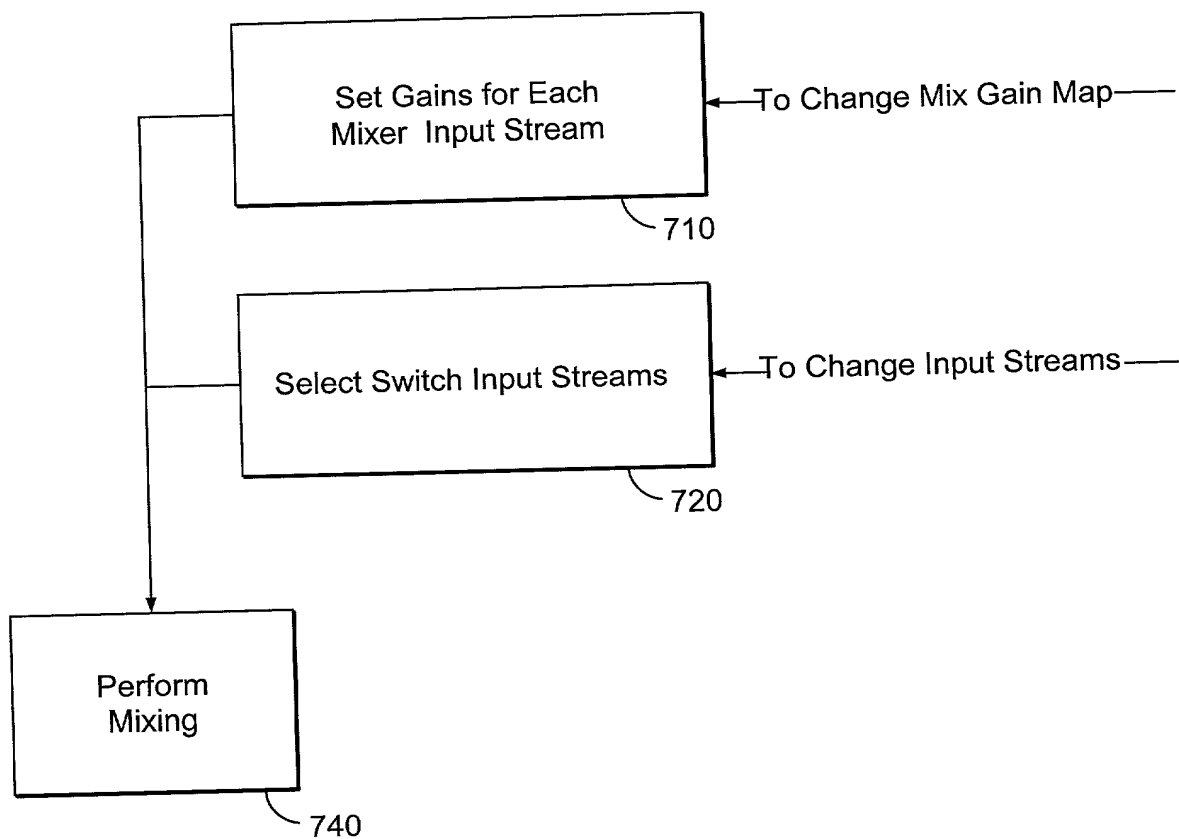 Set Gains for Each
Mixer Input Stream
To Change Mix Gain Map
710
Select Switch Input Streams
To Change Input Streams
720
Perform
Mixing
740